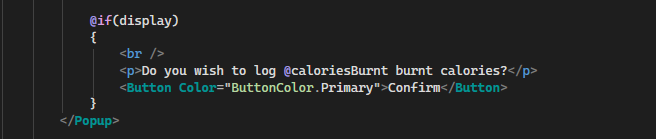 @if(display)
{
<br />
<p>Do you wish to log @caloriesBurnt burnt calories?</p>
<Button Color="ButtonColor.Primary">Confirm</Button>
}
</Popup>